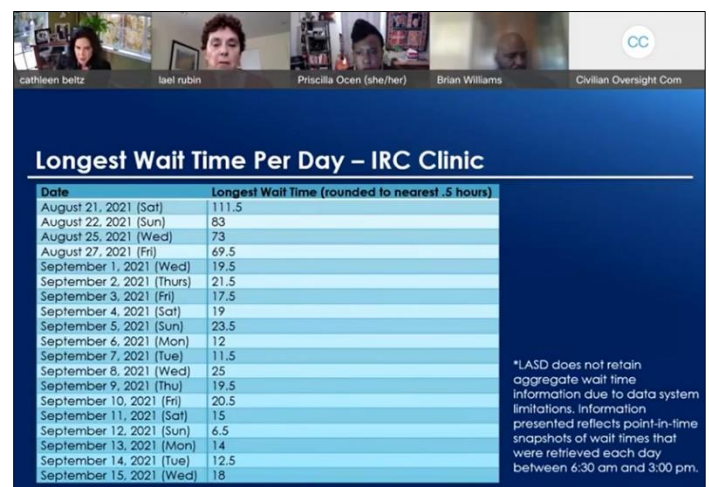 CC
cathleen beltz
lael rubin
Priscilla Ocen (she/her)
Brian Williams
Civilian Oversight Com
Longest Wait Time Per Day – IRC Clinic
Date Longest Wait Time (rounded to nearest .5 hours)
August 21, 2021 (Sat) 111.5
August 22, 2021 (Sun) 83
August 25, 2021 (Wed) 73
August 27, 2021 (Fri) 69.5
September 1, 2021 (Wed) 19.5
September 2, 2021 (Thurs) 21.5
September 3, 2021 (Fri) 17.5
September 4, 2021 (Sat) 19
September 5, 2021 (Sun) 23.5
September 6, 2021 (Mon) 12
September 7, 2021 (Tue) 11.5
September 8, 2021 (Wed) 25
September 9, 2021 (Thu) 19.5
September 10, 2021 (Fri) 20.5
September 11, 2021 (Sat) 15
September 12, 2021 (Sun) 6.5
September 13, 2021 (Mon) 14
September 14, 2021 (Tue) 12.5
September 15, 2021 (Wed) 18
*LASD does not retain
aggregate wait time
information due to data system
limitations. Information
presented reflects point-in-time
snapshots of wait times that
were retrieved each day
between 6:30 am and 3:00 pm.